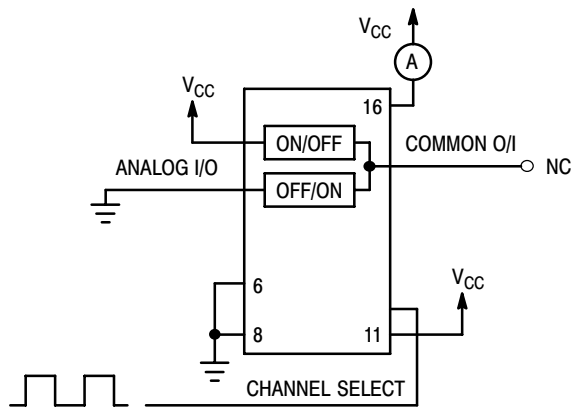 VCC
A
16
VCC
ON/OFF
COMMON O/I
NC
ANALOG I/O
OFF/ON
VCC
6
8
11
CHANNEL SELECT